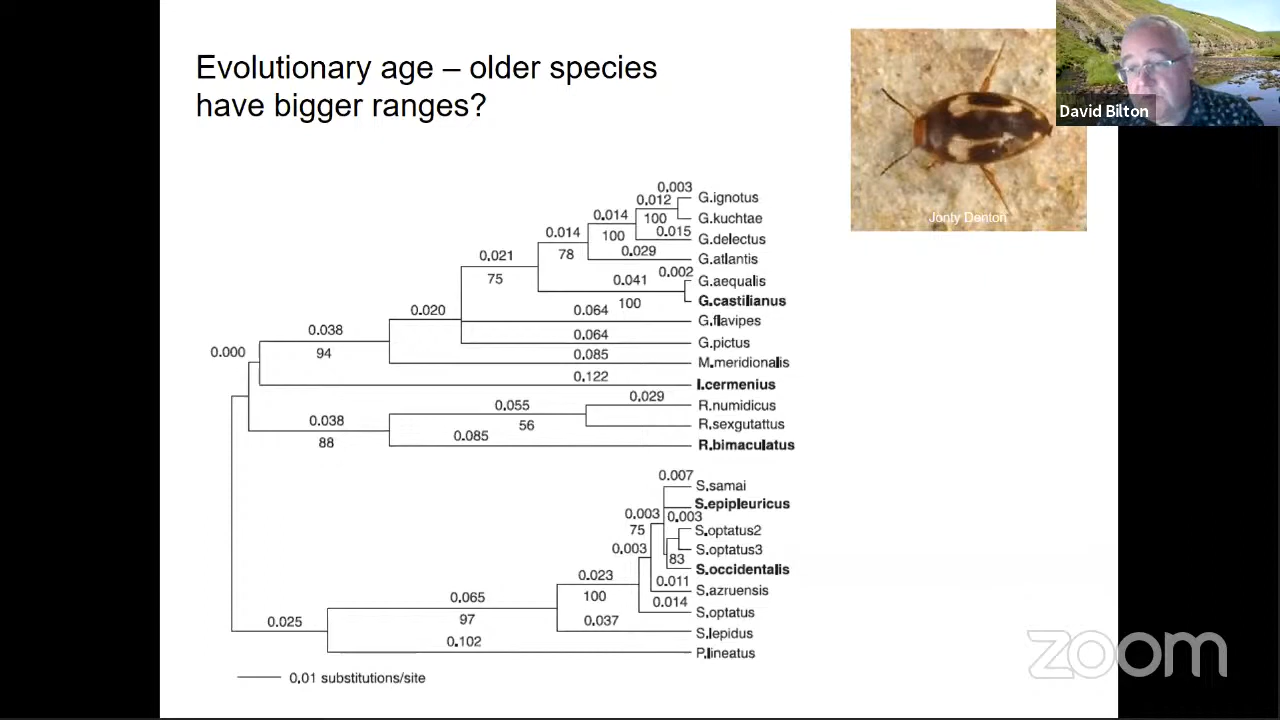 Evolutionary age – older species
have bigger ranges?
David Bilton
Jonty Denton
0.003
G.ignotus
0.012
G.kuchtae
100
0.014
0.015
G.delectus
100
0.014
0.029
G.atlantis
78
0.021
0.002
G.aequalis
75
0.041
G.castilianus
100
0.020
0.064
G.flavipes
0.038
0.064
G.pictus
94
0.085
M.meridionalis
0.000
0.122
I.cermenius
0.029
R.numidicus
0.055
0.038
56
R.sexgutattus
88
0.085
R.bimaculatus
0.007
S.samai
S.epipleuricus
0.003
0.003
75
S.optatus2
0.003
S.optatus3
83
S.occidentalis
0.023
0.011
S.azruensis
100
0.065
0.014
S.optatus
97
0.037
0.025
S.lepidus
0.102
P.lineatus
0.01 substitutions/site
zoom